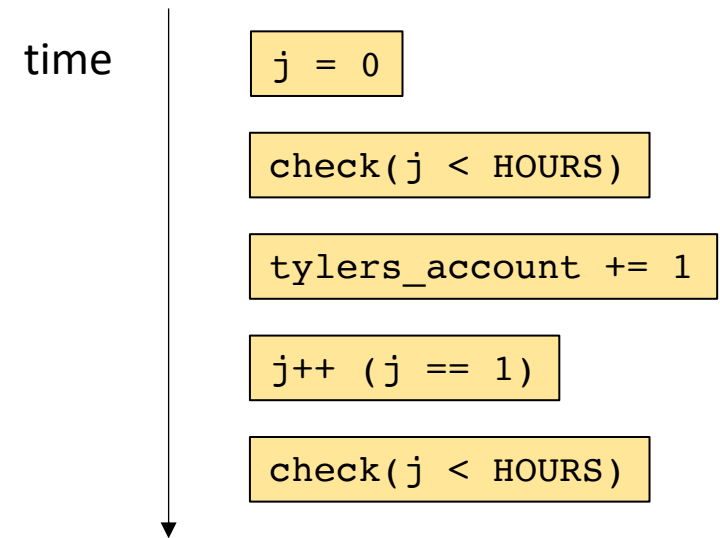 time
j = 0
check(j < HOURS)
tylers_account += 1
j++ (j == 1)
check(j < HOURS)